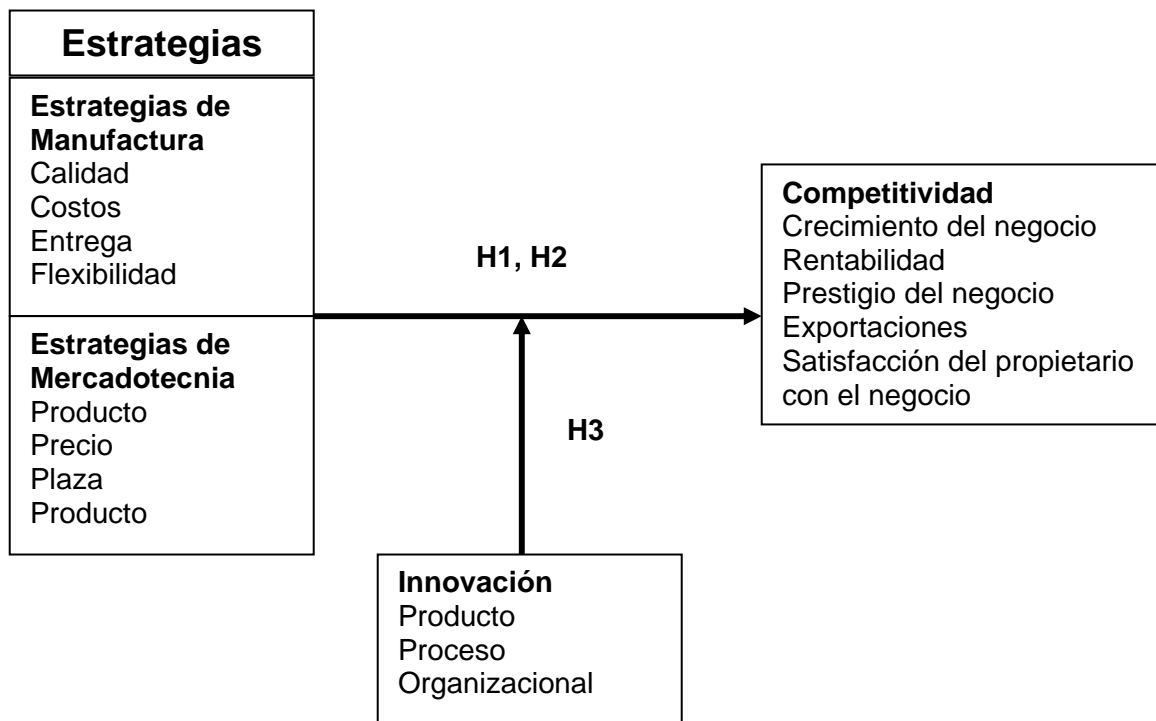 Estrategias
Estrategias de
Manufactura
Calidad
Costos
Entrega
Flexibilidad
Estrategias de
Mercadotecnia
Producto
Precio
Plaza
Producto
H1, H2
H3
Competitividad
Crecimiento del negocio
Rentabilidad
Prestigio del negocio
Exportaciones
Satisfacción del propietario
con el negocio
Innovación
Producto
Proceso
Organizacional